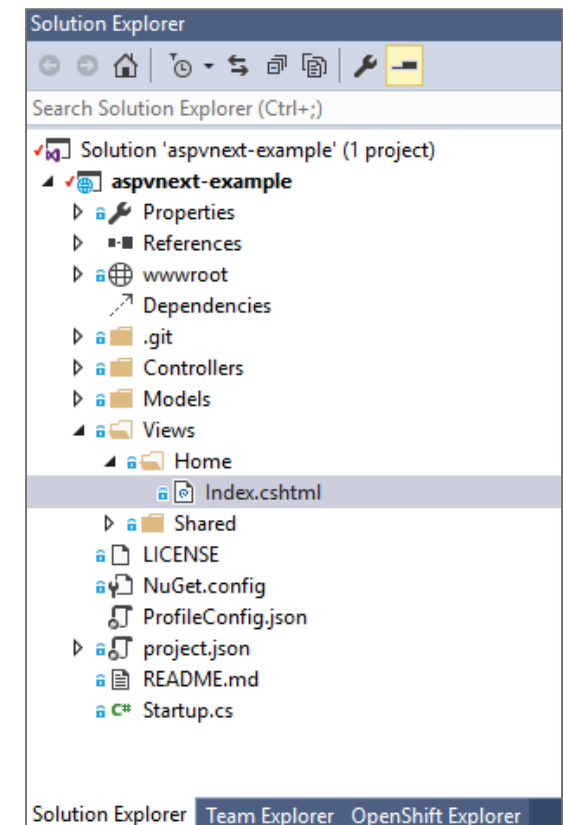 Solution Explorer
Search Solution Explorer (Ctrl+;)
Solution 'aspvnext-example' (1 project)
aspvnext-example
Properties
References
wwwroot
Dependencies
.git
Controllers
Models
Views
Home
Index.cshtml
Shared
LICENSE
NuGet.config
ProfileConfig.json
project.json
README.md
C# Startup.cs
Solution Explorer Team Explorer OpenShift Explorer